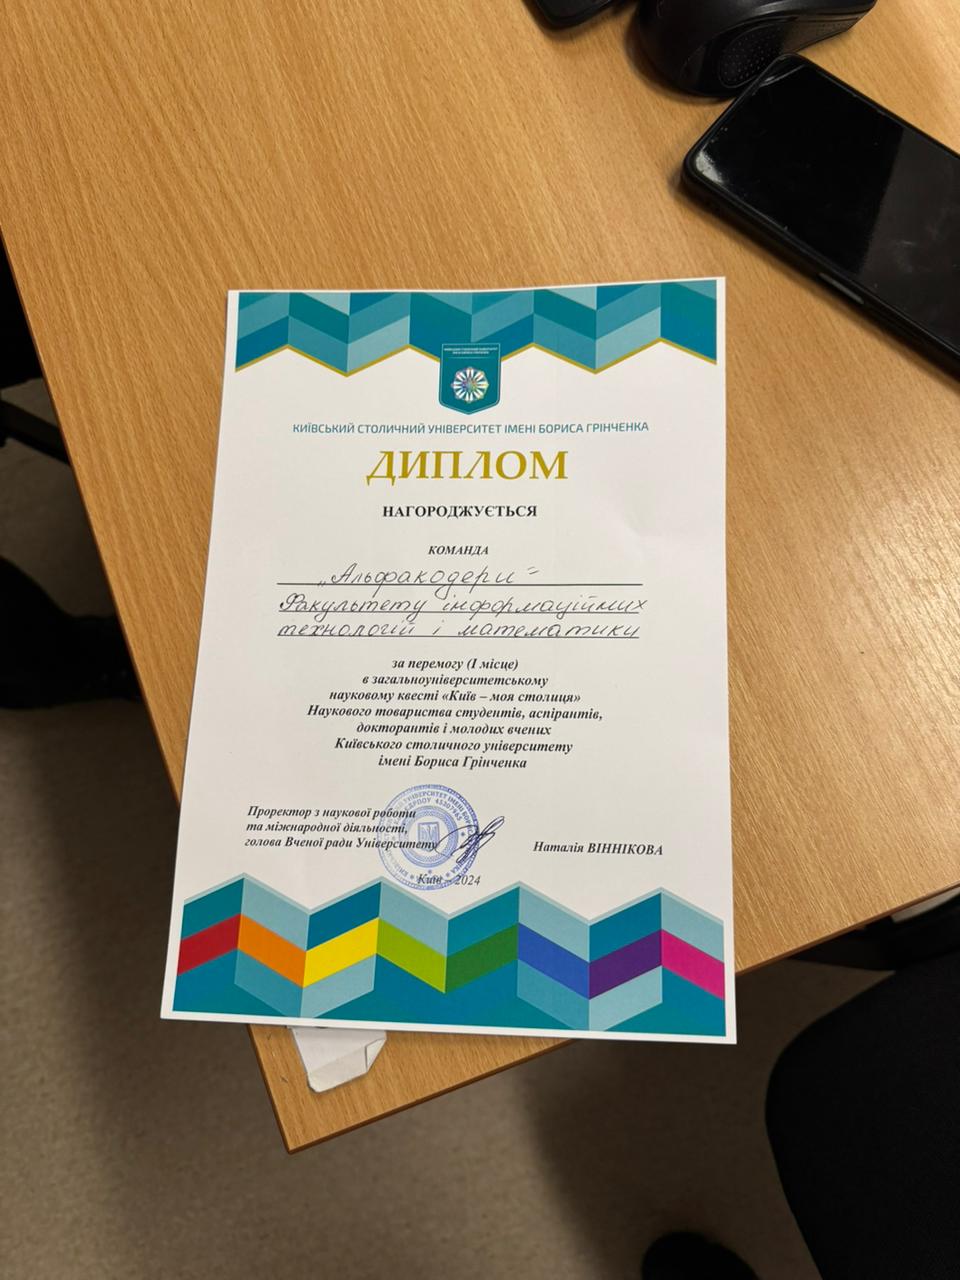 КИЇВСЬКИЙ СТОЛИЧНИЙ УНІВЕРСИТЕТ ІМЕНІ БОРИСА ГРІНЧЕНКА
ДИПЛОМ
НАГОРОДЖУЄТЬСЯ
КОМАНДА
„Альфакодери"
Факультету інформаційних
технологій і математики
за перемогу (І місце)
в загальноуніверситетському
науковому квесті «Київ – моя столиця»
Наукового товариства студентів, аспірантів,
докторантів і молодих вчених
Київського столичного університету
імені Бориса Грінченка
Проректор з наукової роботи
та міжнародної діяльності,
голова Вченої ради Університету
Наталія ВІННІКОВА
Київ – 2024